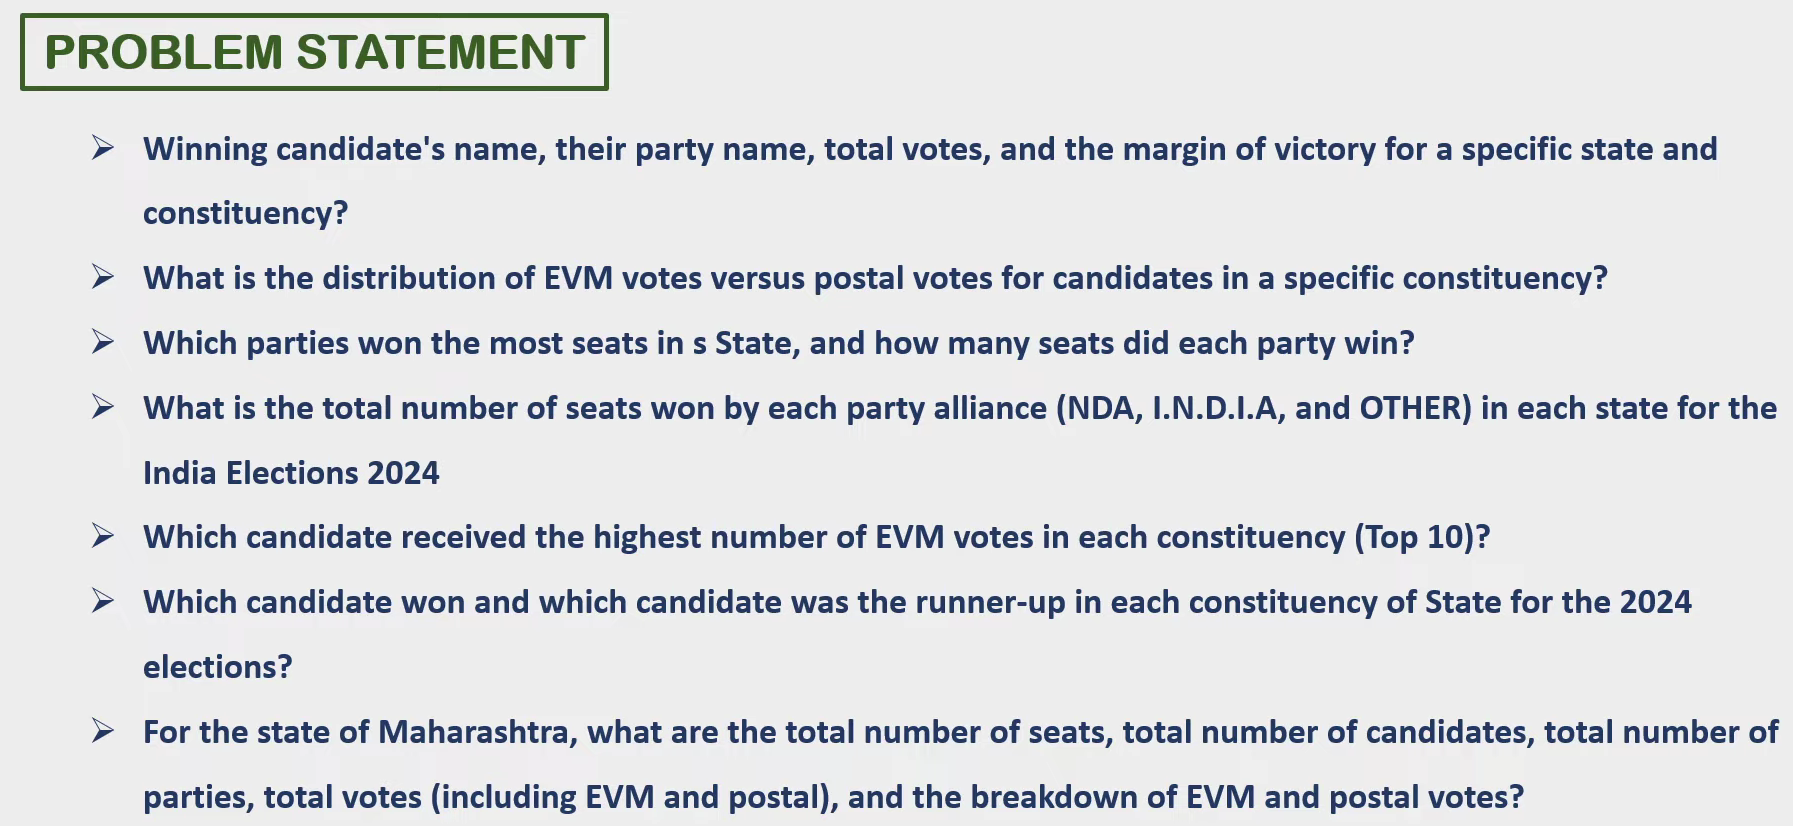 PROBLEM STATEMENT
➢ Winning candidate's name, their party name, total votes, and the margin of victory for a specific state and
constituency?
➢ What is the distribution of EVM votes versus postal votes for candidates in a specific constituency?
➢ Which parties won the most seats in s State, and how many seats did each party win?
➢ What is the total number of seats won by each party alliance (NDA, I.N.D.I.A, and OTHER) in each state for the
India Elections 2024
➢ Which candidate received the highest number of EVM votes in each constituency (Top 10)?
➢ Which candidate won and which candidate was the runner-up in each constituency of State for the 2024
elections?
➢ For the state of Maharashtra, what are the total number of seats, total number of candidates, total number of
parties, total votes (including EVM and postal), and the breakdown of EVM and postal votes?